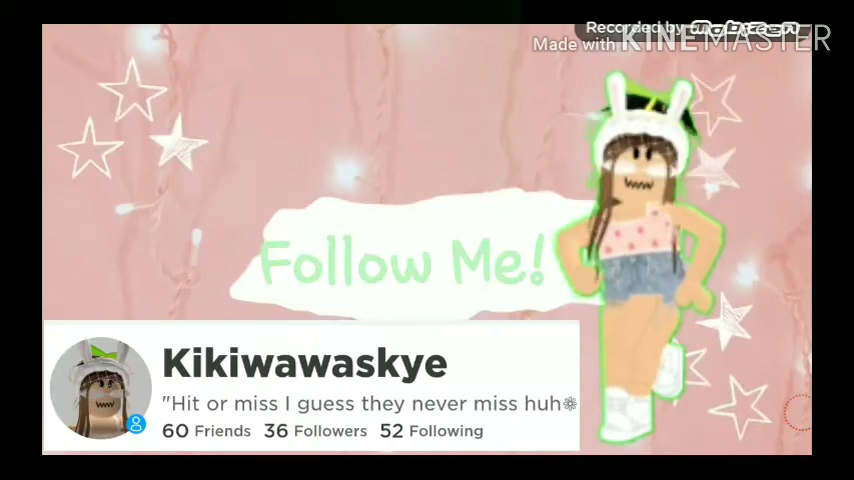 Recorded by
Made with KINEMASTER
Follow Me!
Kikiwawaskye
"Hit or miss I guess they never miss huh❁
60 Friends 36 Followers 52 Following